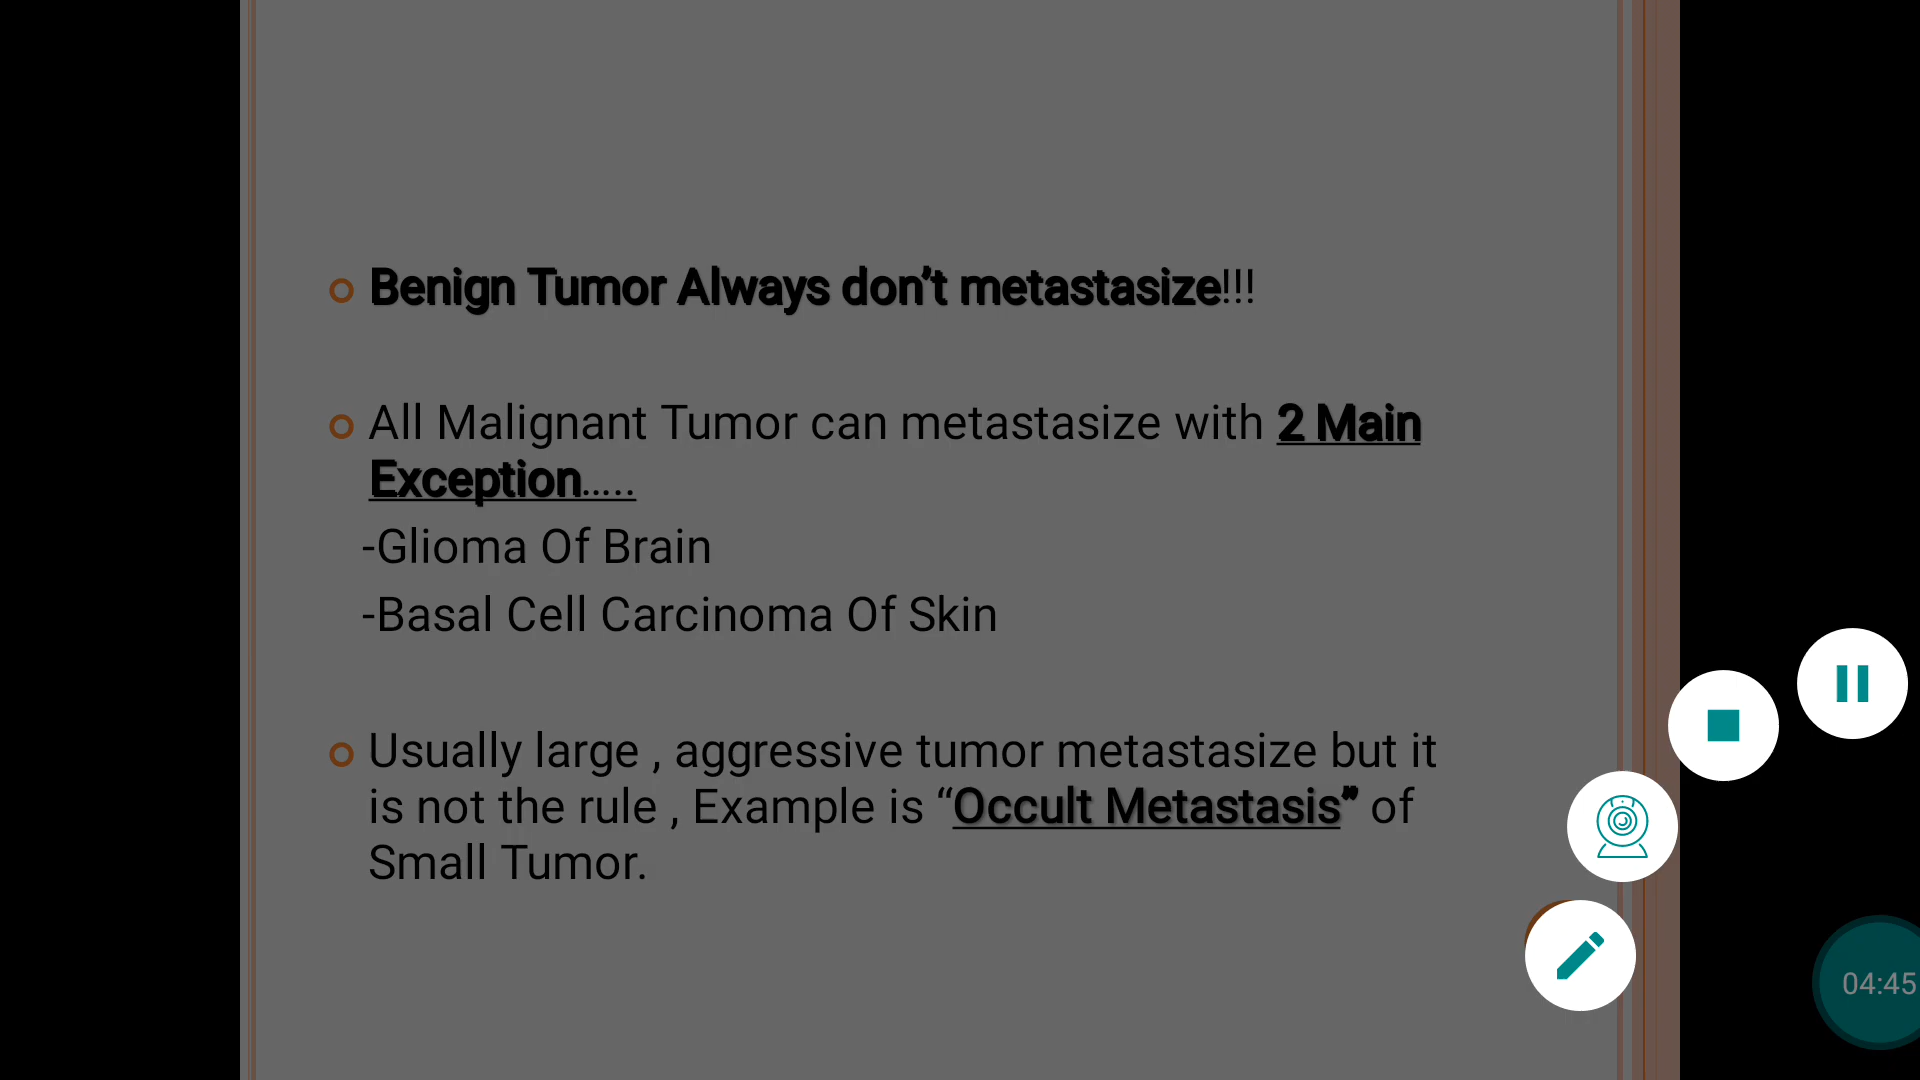 Benign Tumor Always don’t metastasize!!!
All Malignant Tumor can metastasize with 2 Main
Exception.....
-Glioma Of Brain
-Basal Cell Carcinoma Of Skin
Usually large , aggressive tumor metastasize but it
is not the rule , Example is “Occult Metastasis” of
Small Tumor.
04:45